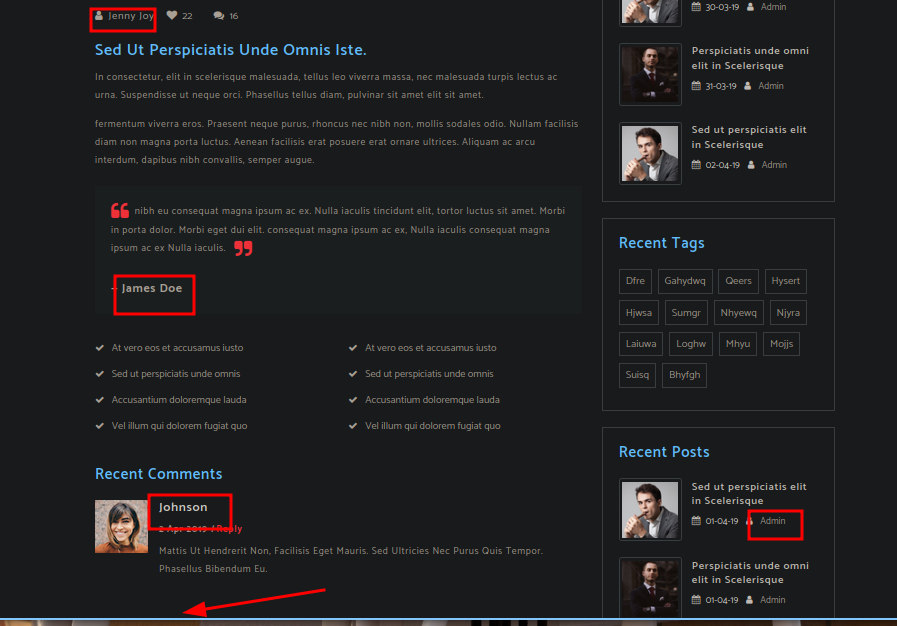 Jenny Joy 22 16
Sed Ut Perspiciatis Unde Omnis Iste.
In consectetur, elit in scelerisque malesuada, tellus leo viverra massa, nec malesuada turpis lectus ac
urna. Suspendisse ut neque orci. Phasellus tellus diam, pulvinar sit amet elit sit amet.
fermentum viverra eros. Praesent neque purus, rhoncus nec nibh non, mollis sodales odio. Nullam facilisis
diam non magna porta luctus. Aenean facilisis erat posuere erat ornare ultrices. Aliquam ac arcu
interdum, dapibus nibh convallis, semper augue.
nibh eu consequat magna ipsum ac ex. Nulla iaculis tincidunt elit, tortor luctus sit amet. Morbi
in porta dolor. Morbi eget dui elit. consequat magna ipsum ac ex, Nulla iaculis consequat magna
ipsum ac ex Nulla iaculis.
– James Doe
At vero eos et accusamus iusto
Sed ut perspiciatis unde omnis
Accusantium doloremque lauda
Vel illum qui dolorem fugiat quo
At vero eos et accusamus iusto
Sed ut perspiciatis unde omnis
Accusantium doloremque lauda
Vel illum qui dolorem fugiat quo
Recent Comments
Johnson
2 Apr 2019 / Reply
Mattis Ut Hendrerit Non, Facilisis Eget Mauris. Sed Ultricies Nec Purus Quis Tempor.
Phasellus Bibendum Eu.
30-03-19 Admin
Perspiciatis unde omni
elit in Scelerisque
31-03-19 Admin
Sed ut perspiciatis elit
in Scelerisque
02-04-19 Admin
Recent Tags
Dfre Gahydwq Qeers Hysert
Hjwsa Sumgr Nhyewq Njyra
Laiuwa Loghw Mhyu Mojjs
Suisq Bhyfgh
Recent Posts
Sed ut perspiciatis elit
in Scelerisque
01-04-19 Admin
Perspiciatis unde omni
elit in Scelerisque
01-04-19 Admin